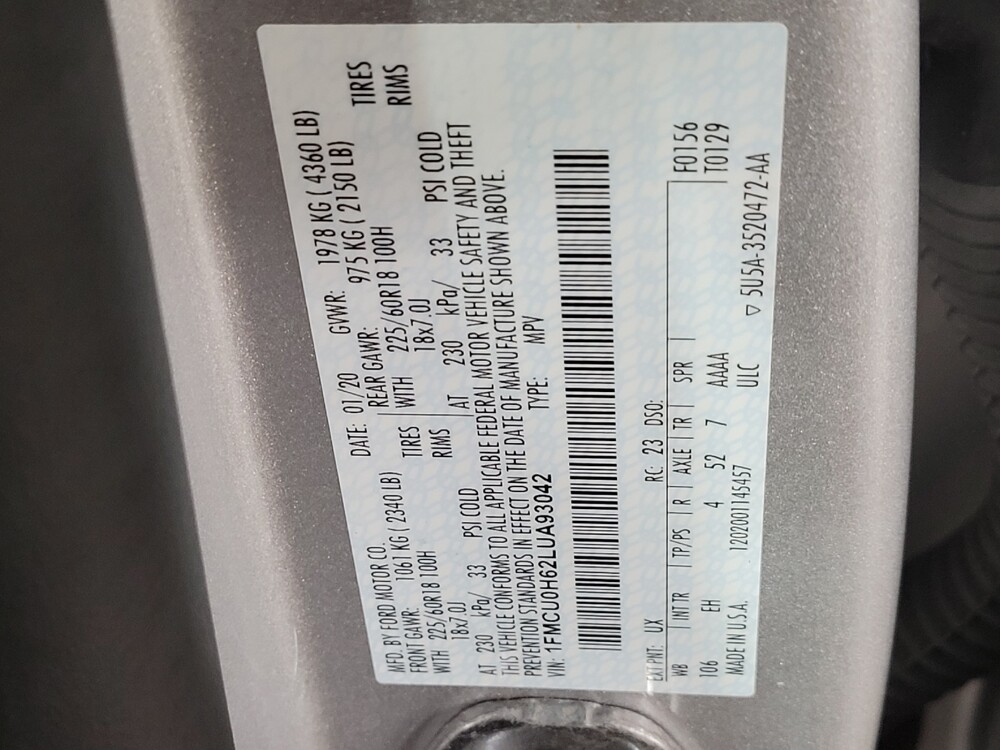 MFD. BY FORD MOTOR CO. DATE: 01/20 GVWR: 1978 KG ( 4360 LB)
FRONT GAWR: 1061 KG ( 2340 LB) REAR GAWR: 975 KG ( 2150 LB)
WITH 225/60R18 100H TIRES WITH 225/60R18 100H TIRES
18x7.0J RIMS 18x7.0J RIMS
AT 230 kPa/ 33 PSI COLD AT 230 kPa/ 33 PSI COLD
THIS VEHICLE CONFORMS TO ALL APPLICABLE FEDERAL MOTOR VEHICLE SAFETY AND THEFT
PREVENTION STANDARDS IN EFFECT ON THE DATE OF MANUFACTURE SHOWN ABOVE.
VIN: 1FMCU0H62LUA93042 TYPE: MPV
EXT PNT: UX RC: 23 DSO:
WB INT TR TP/PS R AXLE TR SPR F0156
106 EH 4 52 7 AAAA T0129
MADE IN U.S.A. 1202001145457 ULC
▽ 5U5A-3520472-AA